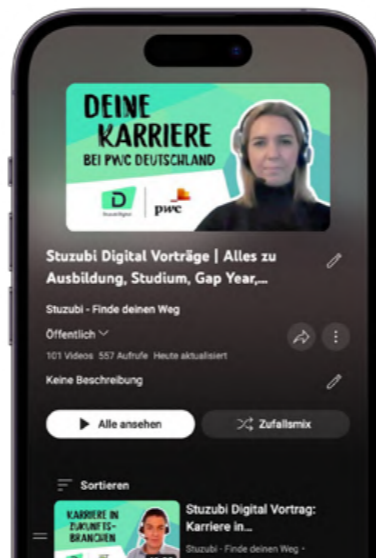 DEINE
KARRIERE
BEI PWC DEUTSCHLAND
D
Stuzubi Digital
pwc
Stuzubi Digital Vorträge | Alles zu
Ausbildung, Studium, Gap Year,...
Stuzubi - Finde deinen Weg
Öffentlich
101 Videos 557 Aufrufe Heute aktualisiert
Keine Beschreibung
Alle ansehen
Zufallsmix
Sortieren
KARRIERE IN
ZUKUNFTS-
BRANCHEN
Stuzubi Digital Vortrag:
Karriere in...
Stuzubi - Finde deinen Weg •